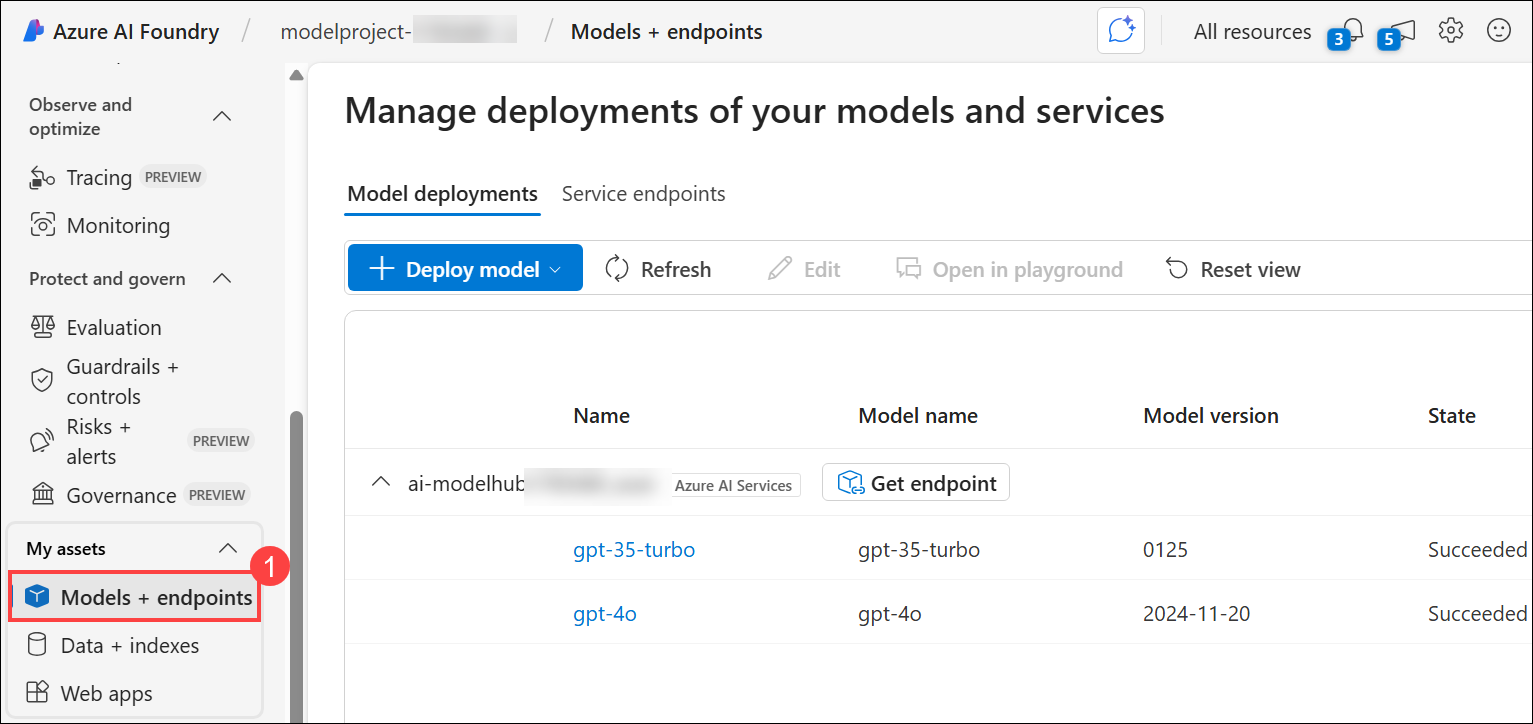 Azure AI Foundry / modelproject- / Models + endpoints All resources 3 5
Observe and
optimize
Tracing PREVIEW
Monitoring
Protect and govern
Evaluation
Guardrails +
controls
Risks +
alerts PREVIEW
Governance PREVIEW
My assets
1
Models + endpoints
Data + indexes
Web apps
Manage deployments of your models and services
Model deployments Service endpoints
+ Deploy model Refresh Edit Open in playground Reset view
Name Model name Model version State
ai-modelhub Azure AI Services Get endpoint
gpt-35-turbo gpt-35-turbo 0125 Succeeded
gpt-4o gpt-4o 2024-11-20 Succeeded